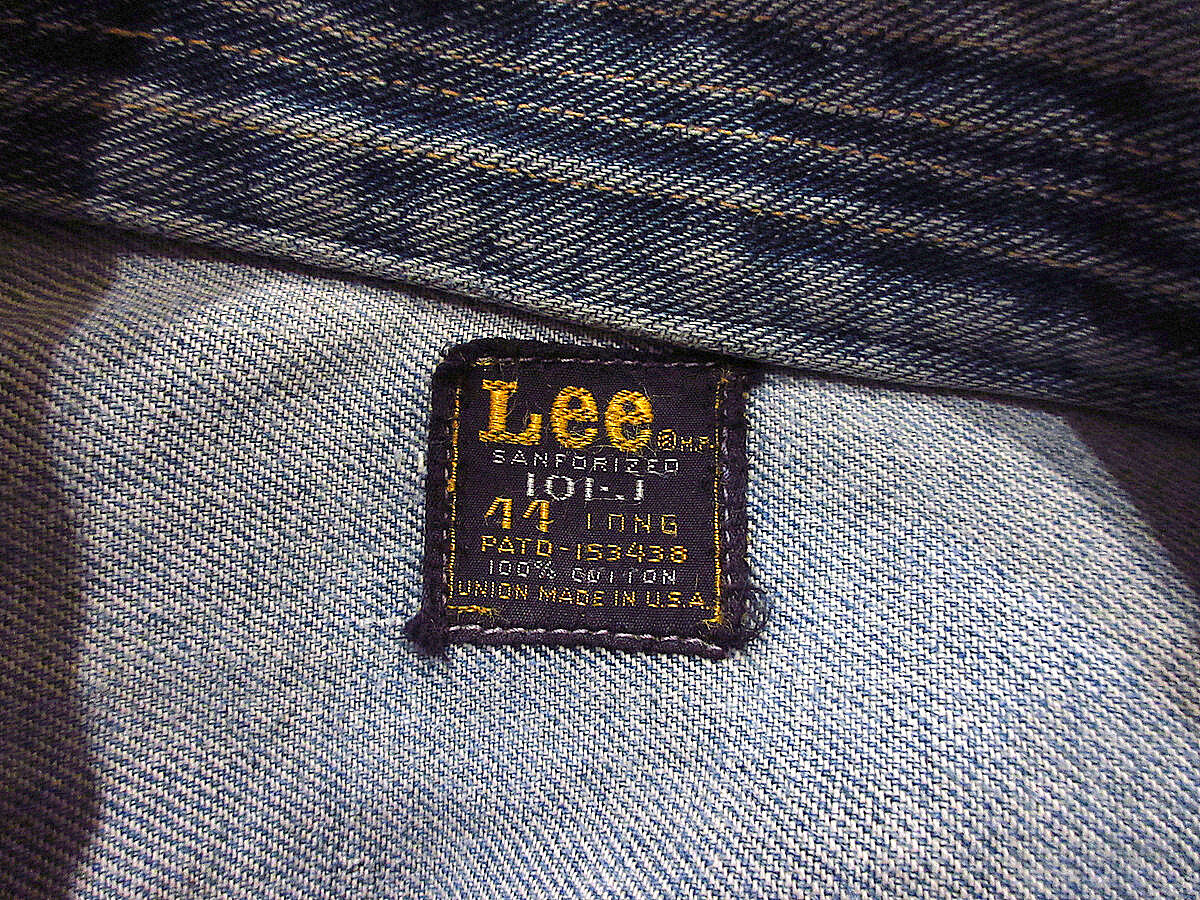 Lee ® M.R.
SANFORIZED
101-J
44 LONG
PATD-153438
100% COTTON
UNION MADE IN U.S.A.